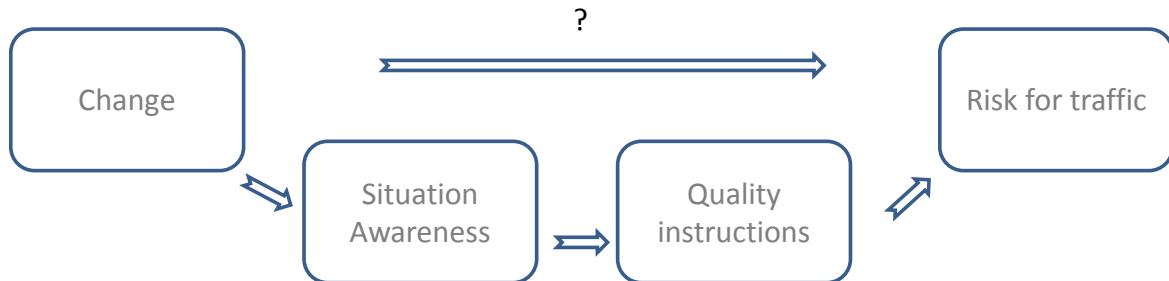 ?
Change
Risk for traffic
Situation
Awareness
Quality
instructions